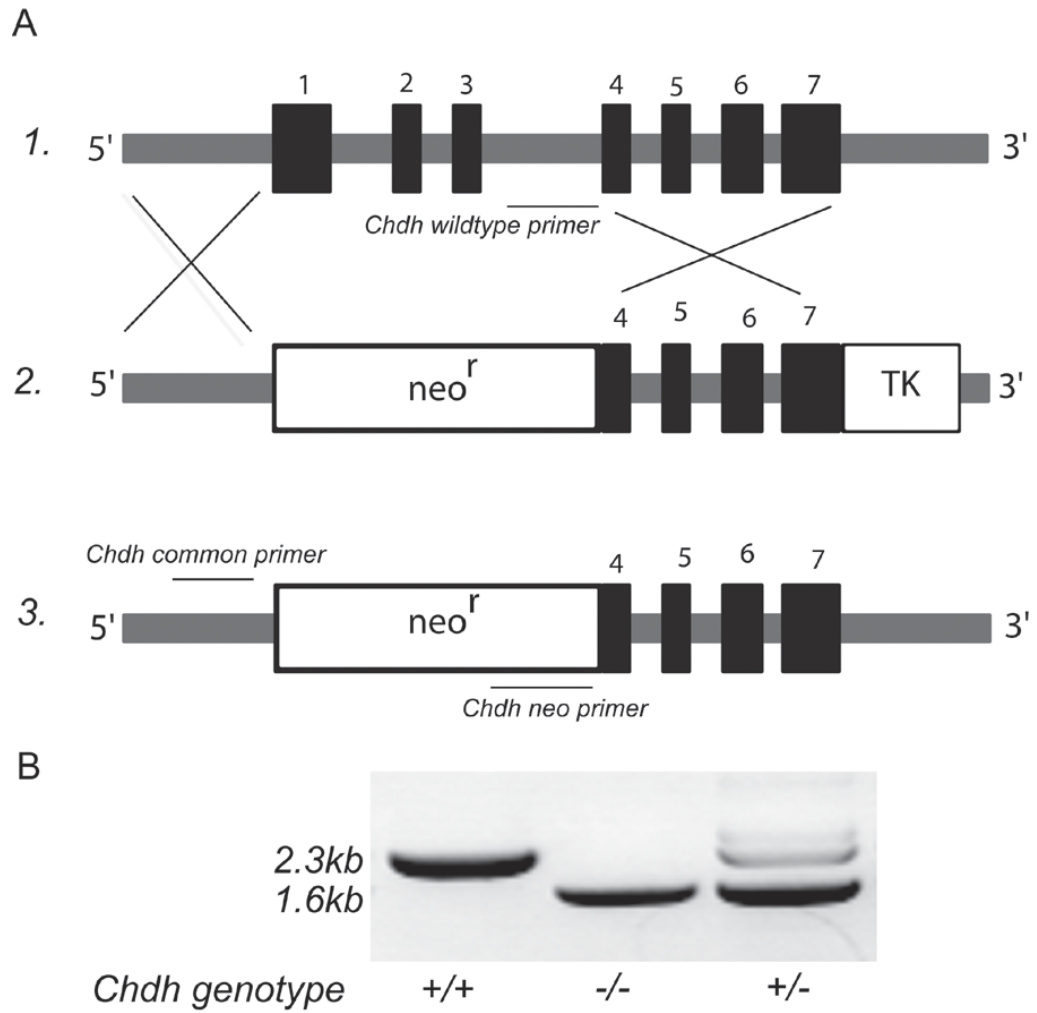 A
1 2 3 4 5 6 7
1. 5' 3'
Chdh wildtype primer
4 5 6 7
2. 5' neo^r TK 3'
Chdh common primer
4 5 6 7
3. 5' neo^r 3'
Chdh neo primer
B
2.3kb
1.6kb
Chdh genotype +/+ -/- +/-